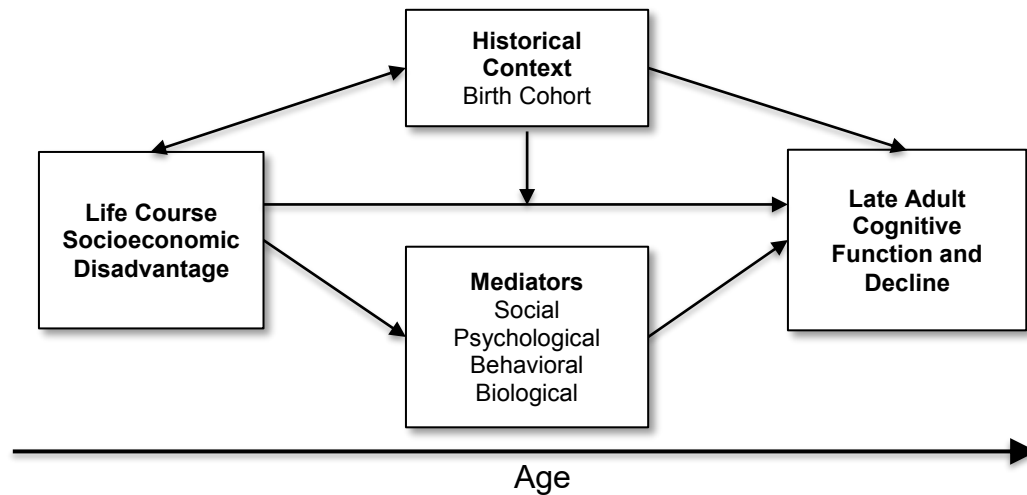 Historical
Context
Birth Cohort
Life Course
Socioeconomic
Disadvantage
Late Adult
Cognitive
Function and
Decline
Mediators
Social
Psychological
Behavioral
Biological
Age